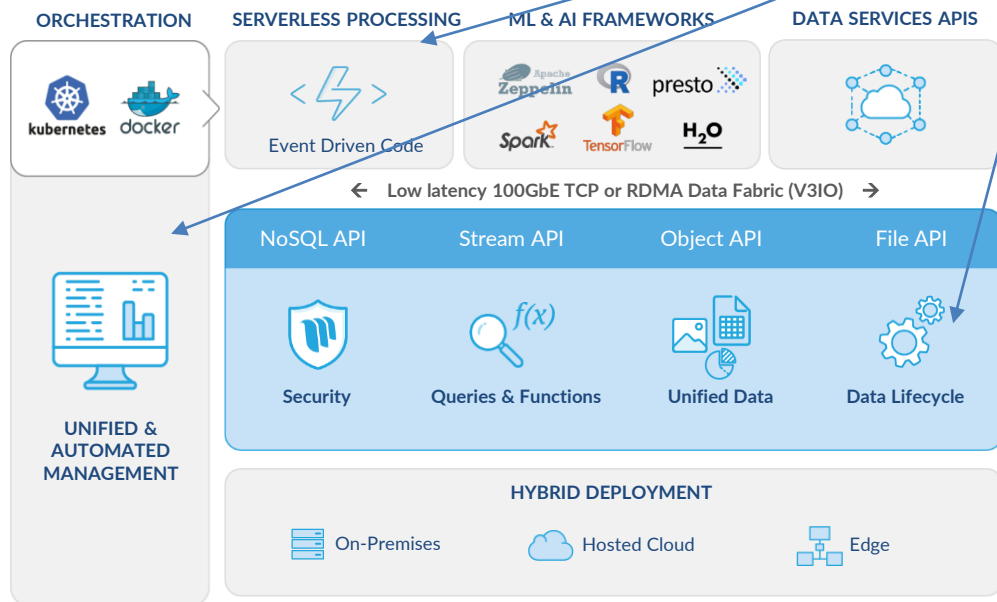 ORCHESTRATION
SERVERLESS PROCESSING
ML & AI FRAMEWORKS
DATA SERVICES APIS
kubernetes
docker
< >
Event Driven Code
Apache
Zeppelin
R
presto
Spark
TensorFlow
H2O
← Low latency 100GbE TCP or RDMA Data Fabric (V3IO) →
NoSQL API
Stream API
Object API
File API
f(x)
Security
Queries & Functions
Unified Data
Data Lifecycle
UNIFIED &
AUTOMATED
MANAGEMENT
HYBRID DEPLOYMENT
On-Premises
Hosted Cloud
Edge